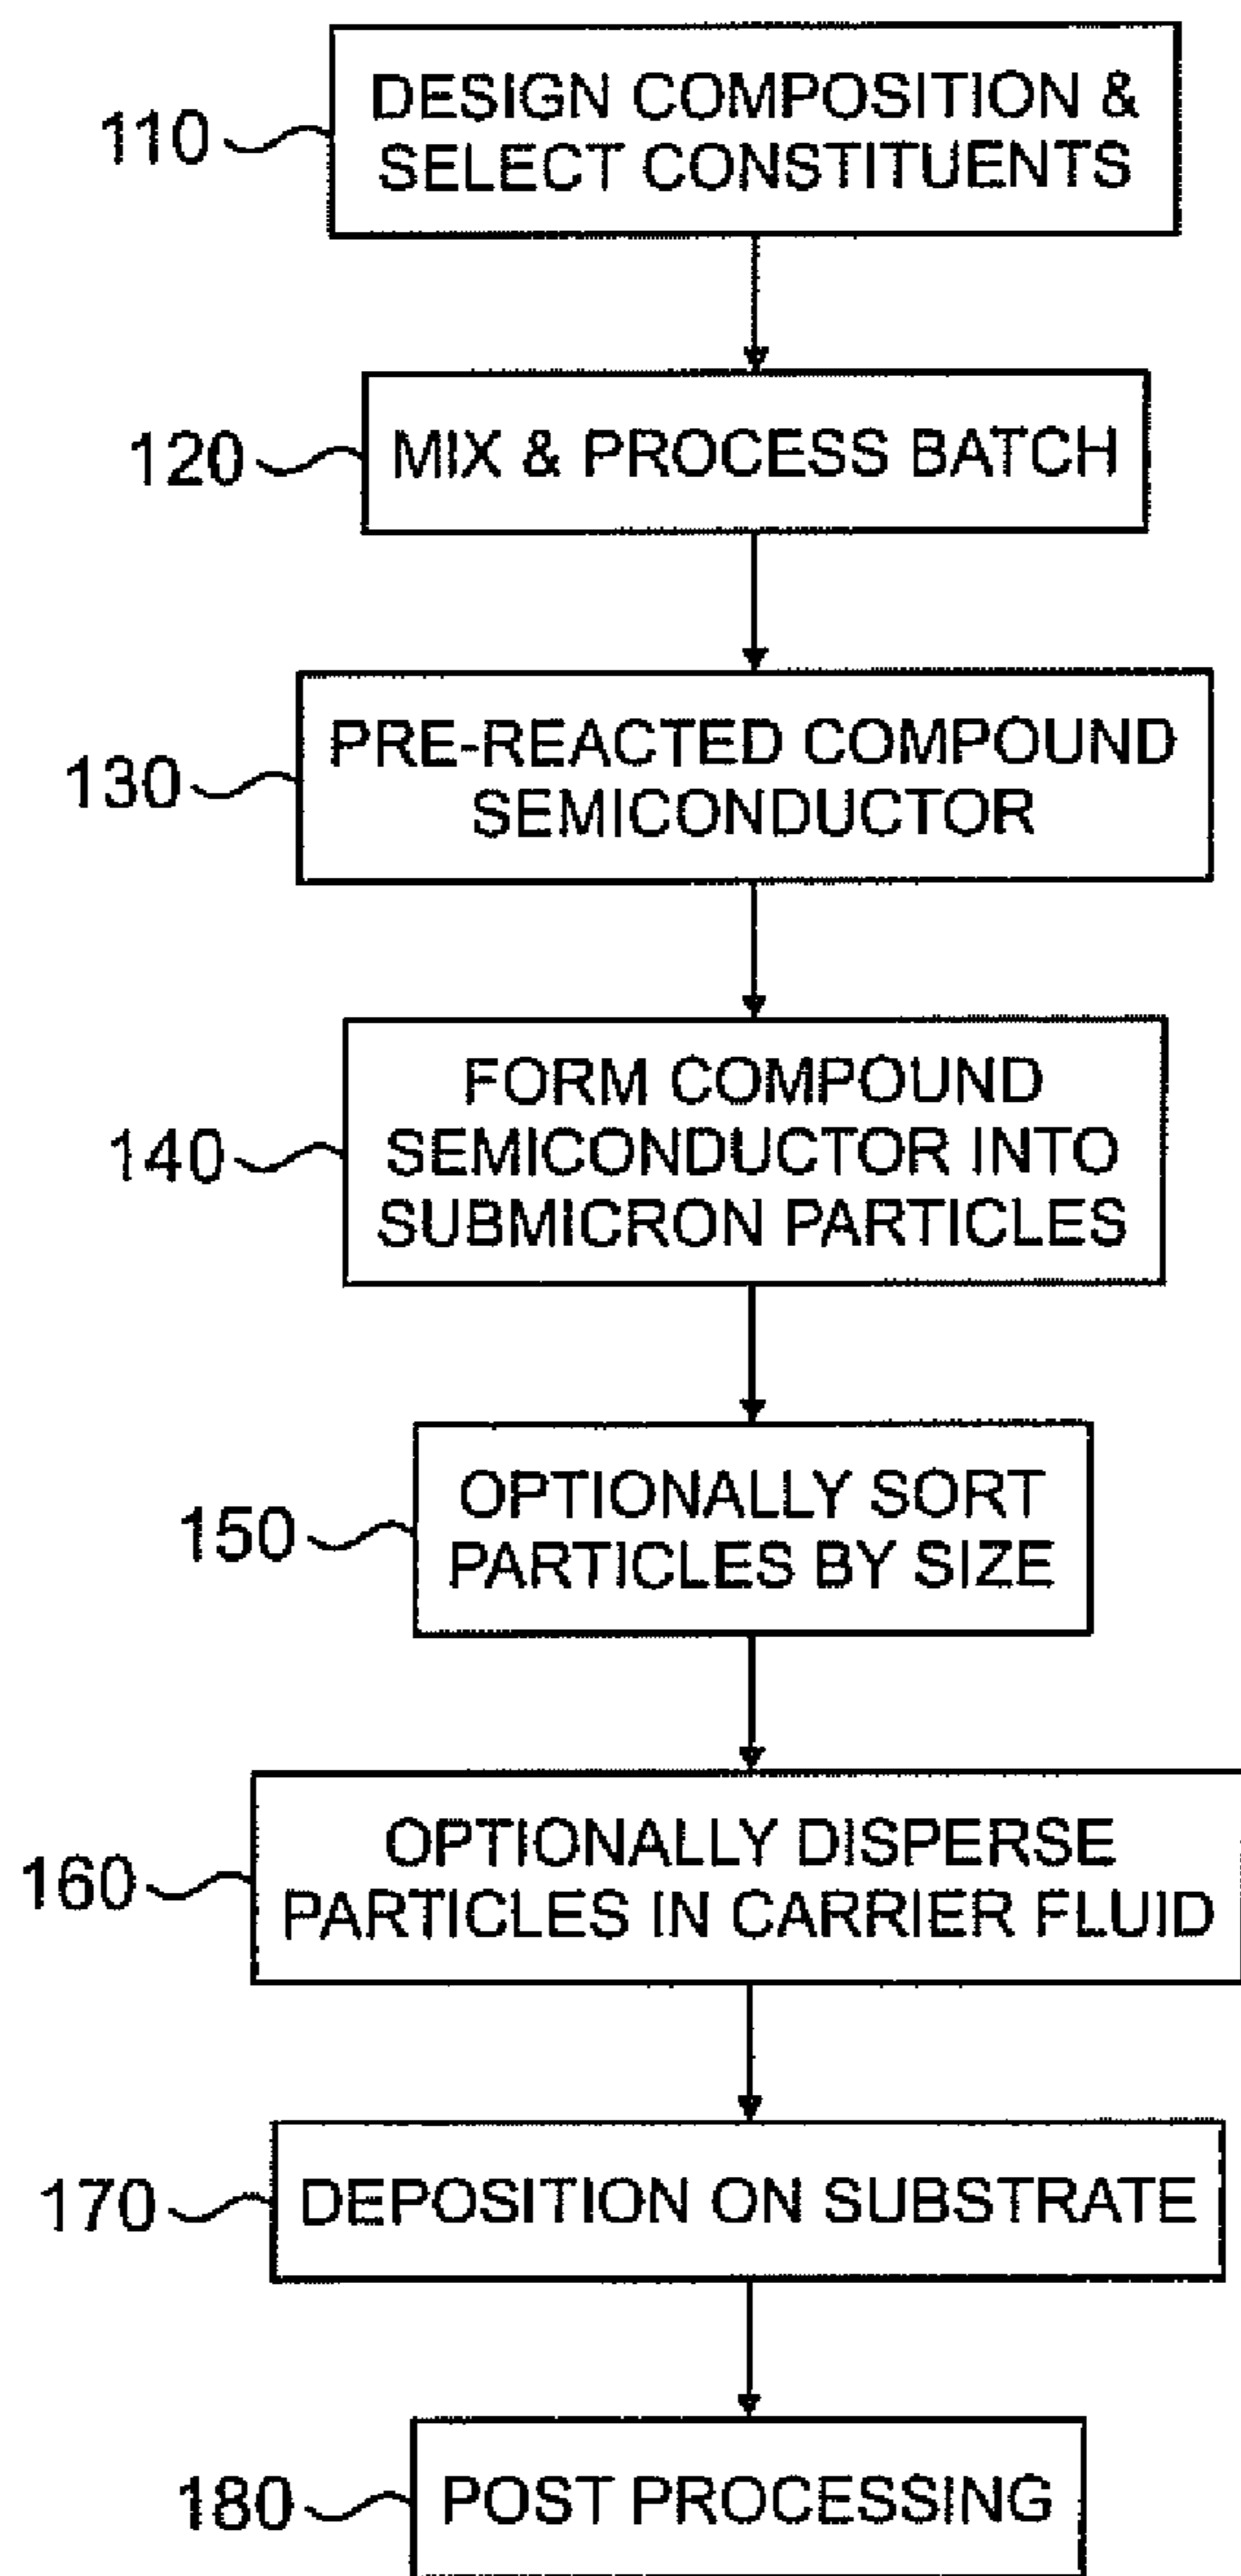 110
DESIGN COMPOSITION &
SELECT CONSTITUENTS
120
MIX & PROCESS BATCH
130
PRE-REACTED COMPOUND
SEMICONDUCTOR
140
FORM COMPOUND
SEMICONDUCTOR INTO
SUBMICRON PARTICLES
150
OPTIONALLY SORT
PARTICLES BY SIZE
160
OPTIONALLY DISPERSE
PARTICLES IN CARRIER FLUID
170
DEPOSITION ON SUBSTRATE
180
POST PROCESSING